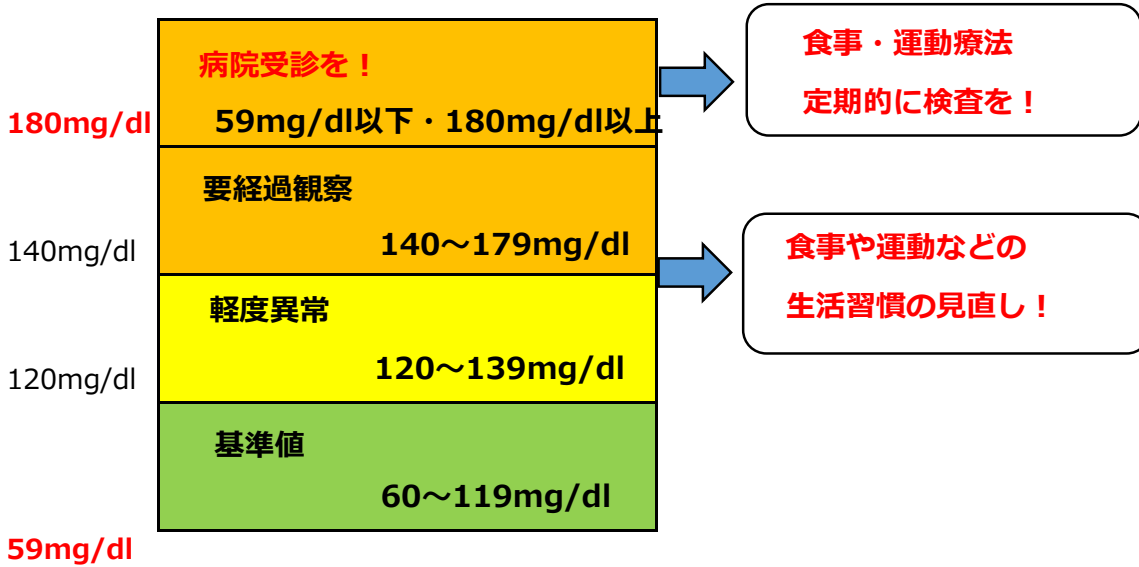 病院受診を！
59mg/dl以下・180mg/dl以上
180mg/dl
食事・運動療法
定期的に検査を！
要経過観察
140～179mg/dl
140mg/dl
食事や運動などの
生活習慣の見直し！
軽度異常
120～139mg/dl
120mg/dl
基準値
60～119mg/dl
59mg/dl